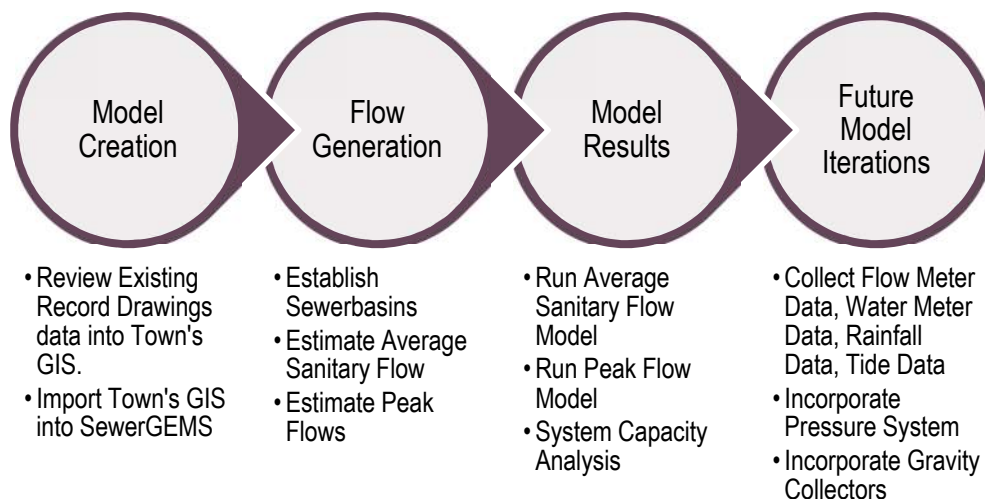 Model
Creation
Flow
Generation
Model
Results
Future
Model
Iterations
• Review Existing
Record Drawings
data into Town's
GIS.
• Import Town's GIS
into SewerGEMS
• Establish
Sewerbasins
• Estimate Average
Sanitary Flow
• Estimate Peak
Flows
• Run Average
Sanitary Flow
Model
• Run Peak Flow
Model
• System Capacity
Analysis
• Collect Flow Meter
Data, Water Meter
Data, Rainfall
Data, Tide Data
• Incorporate
Pressure System
• Incorporate Gravity
Collectors